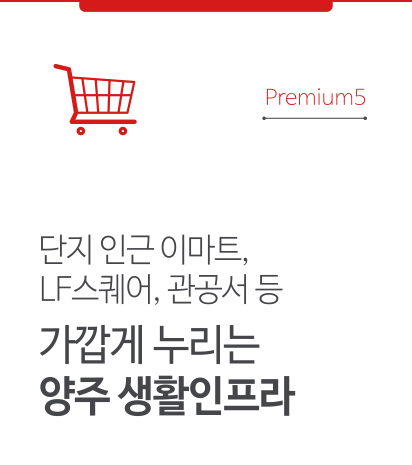 Premium5
단지 인근 이마트,
LF스퀘어, 관공서 등
가깝게 누리는
양주 생활인프라